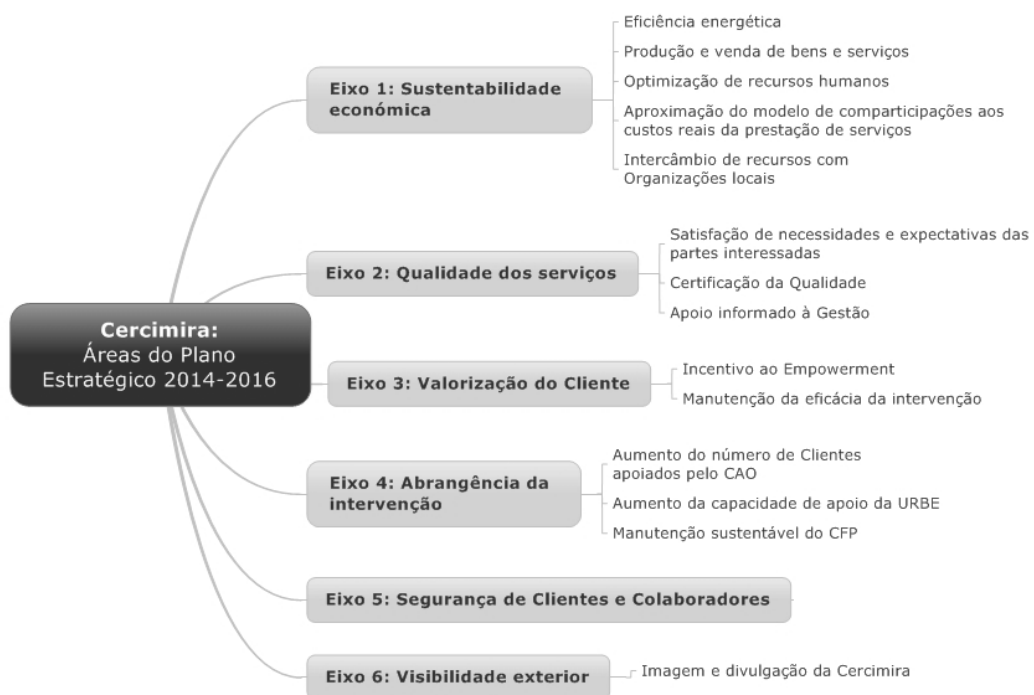 Cercimira:
Áreas do Plano
Estratégico 2014-2016
Eixo 1: Sustentabilidade
económica
Eficiência energética
Produção e venda de bens e serviços
Optimização de recursos humanos
Aproximação do modelo de comparticipações aos
custos reais da prestação de serviços
Intercâmbio de recursos com
Organizações locais
Eixo 2: Qualidade dos serviços
Satisfação de necessidades e expectativas das
partes interessadas
Certificação da Qualidade
Apoio informado à Gestão
Eixo 3: Valorização do Cliente
Incentivo ao Empowerment
Manutenção da eficácia da intervenção
Eixo 4: Abrangência da
intervenção
Aumento do número de Clientes
apoiados pelo CAO
Aumento da capacidade de apoio da URBE
Manutenção sustentável do CFP
Eixo 5: Segurança de Clientes e Colaboradores
Eixo 6: Visibilidade exterior
Imagem e divulgação da Cercimira